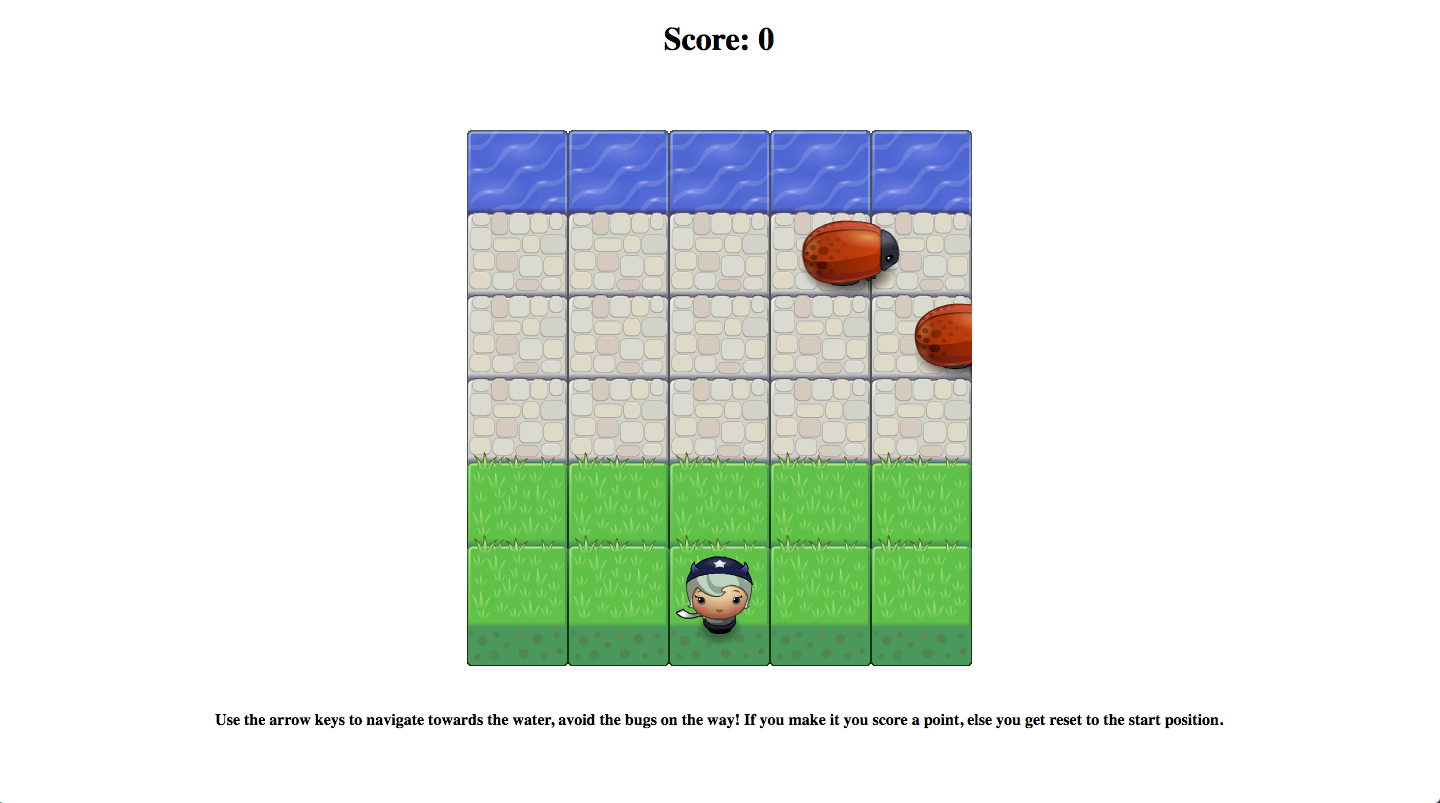 Score: 0
Use the arrow keys to navigate towards the water, avoid the bugs on the way! If you make it you score a point, else you get reset to the start position.